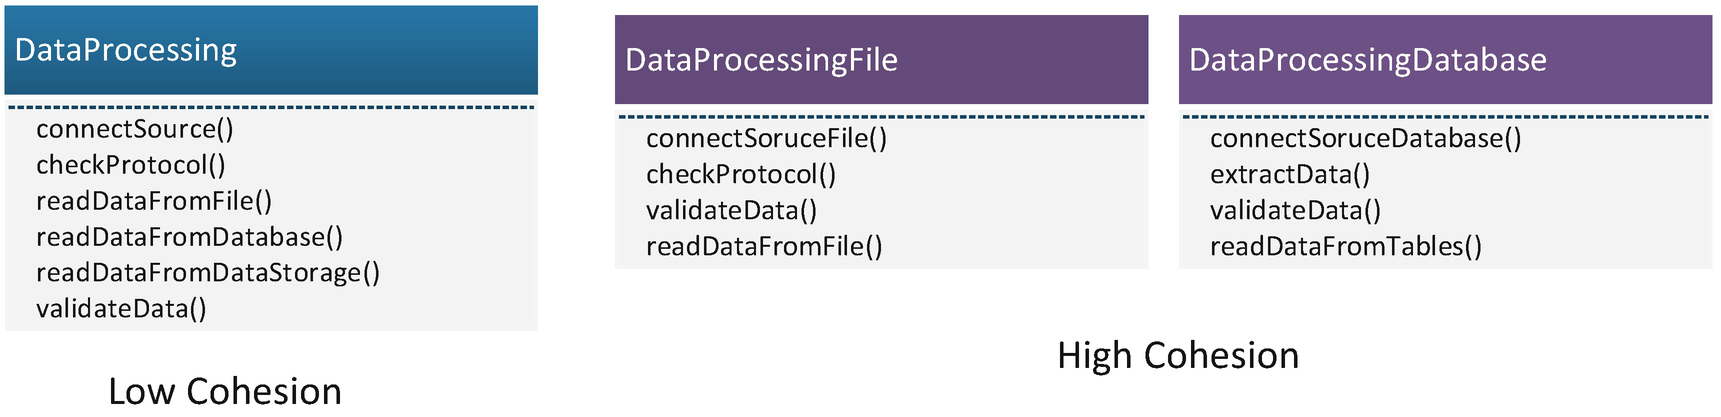 DataProcessing
connectSource()
checkProtocol()
readDataFromFile()
readDataFromDatabase()
readDataFromDataStorage()
validateData()
Low Cohesion
DataProcessingFile
connectSoruceFile()
checkProtocol()
validateData()
readDataFromFile()
DataProcessingDatabase
connectSoruceDatabase()
extractData()
validateData()
readDataFromTables()
High Cohesion